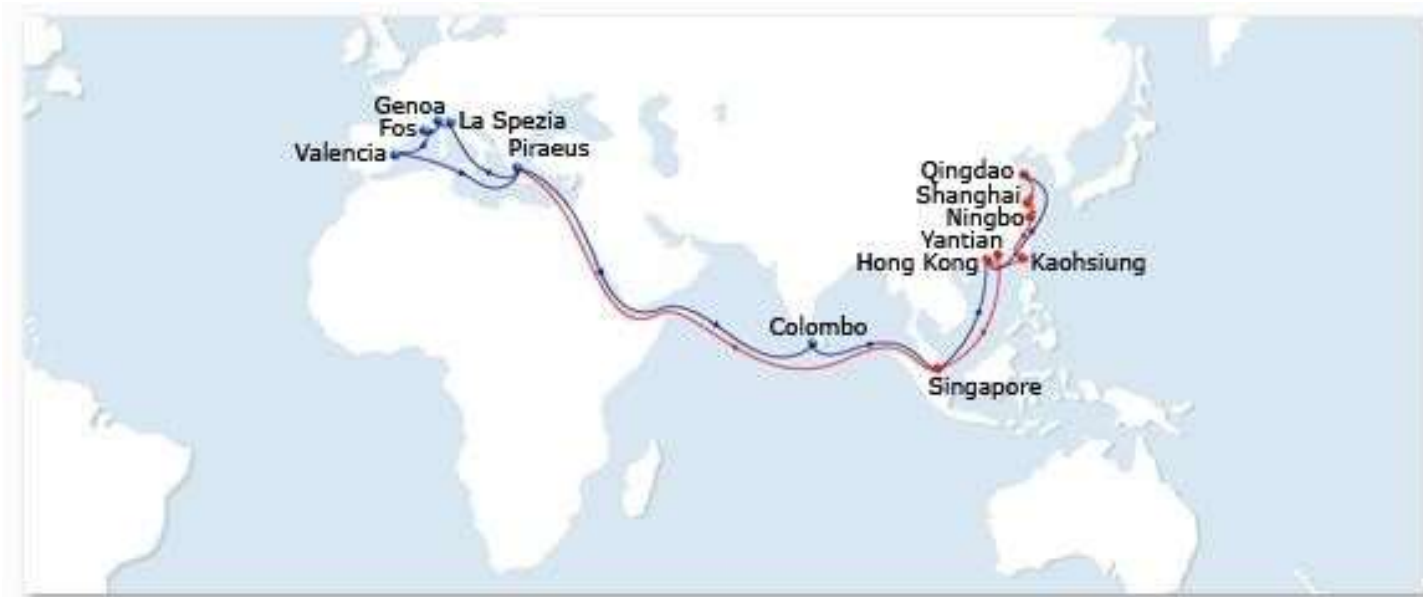 Genoa
Fos
La Spezia
Valencia
Piraeus
Qingdao
Shanghai
Ningbo
Yantian
Hong Kong
Kaohsiung
Colombo
Singapore